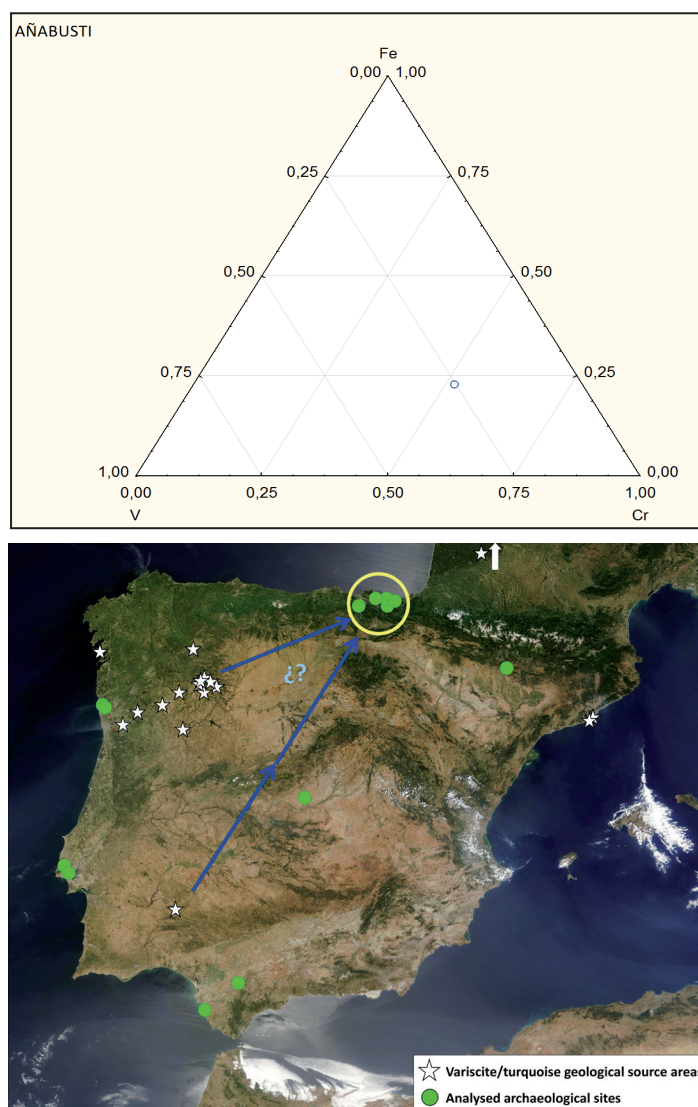 AÑABUSTI
Fe
0,00 1,00
0,25 0,75
0,50 0,50
0,75 0,25
1,00 0,00
0,00 0,25 0,50 0,75 1,00
V Cr
¿?
Variscite/turquoise geological source areas
Analysed archaeological sites